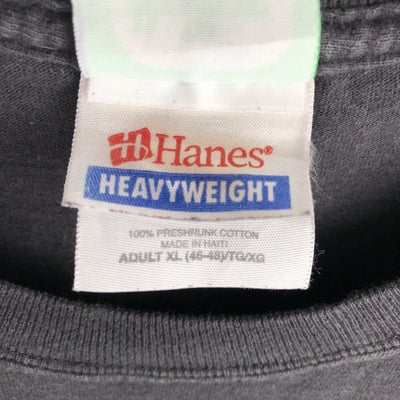 Hanes®
HEAVYWEIGHT
100% PRESHRUNK COTTON
MADE IN HAITI
ADULT XL (46-48)/TG/XG